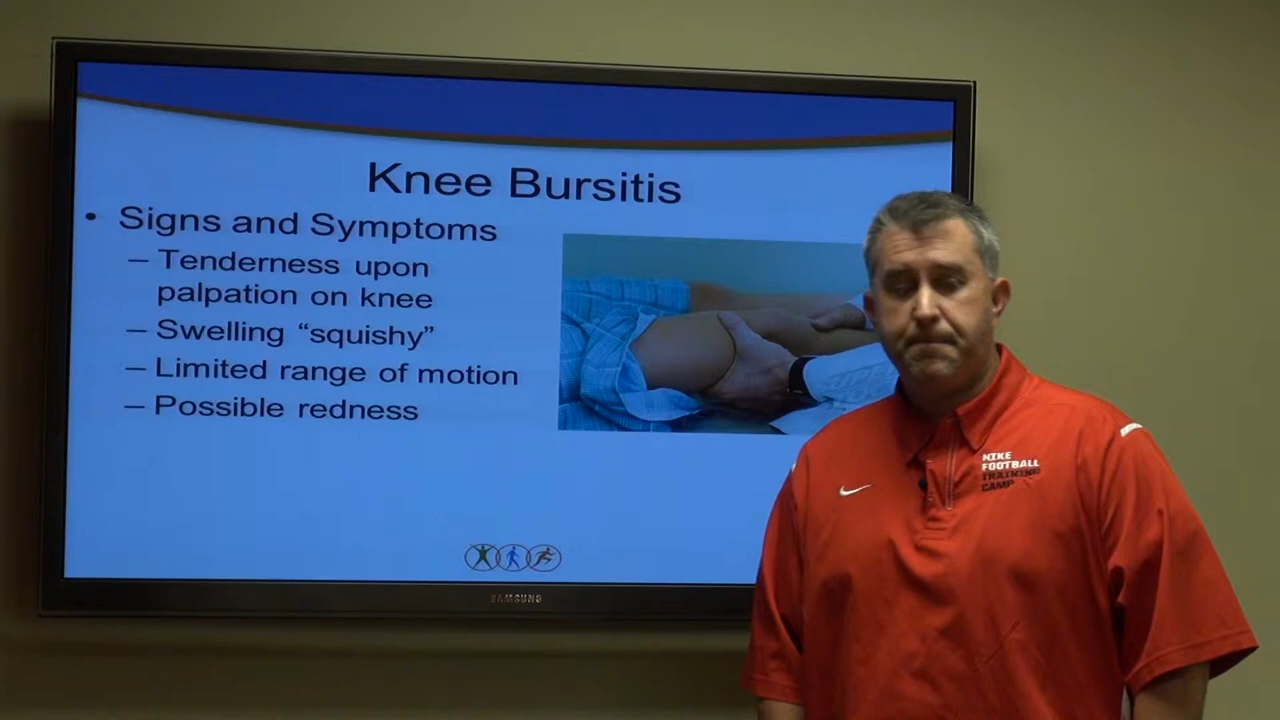 Knee Bursitis
• Signs and Symptoms
– Tenderness upon
palpation on knee
– Swelling “squishy”
– Limited range of motion
– Possible redness
SAMSUNG
NIKE
FOOTBALL
TRAINING
CAMP